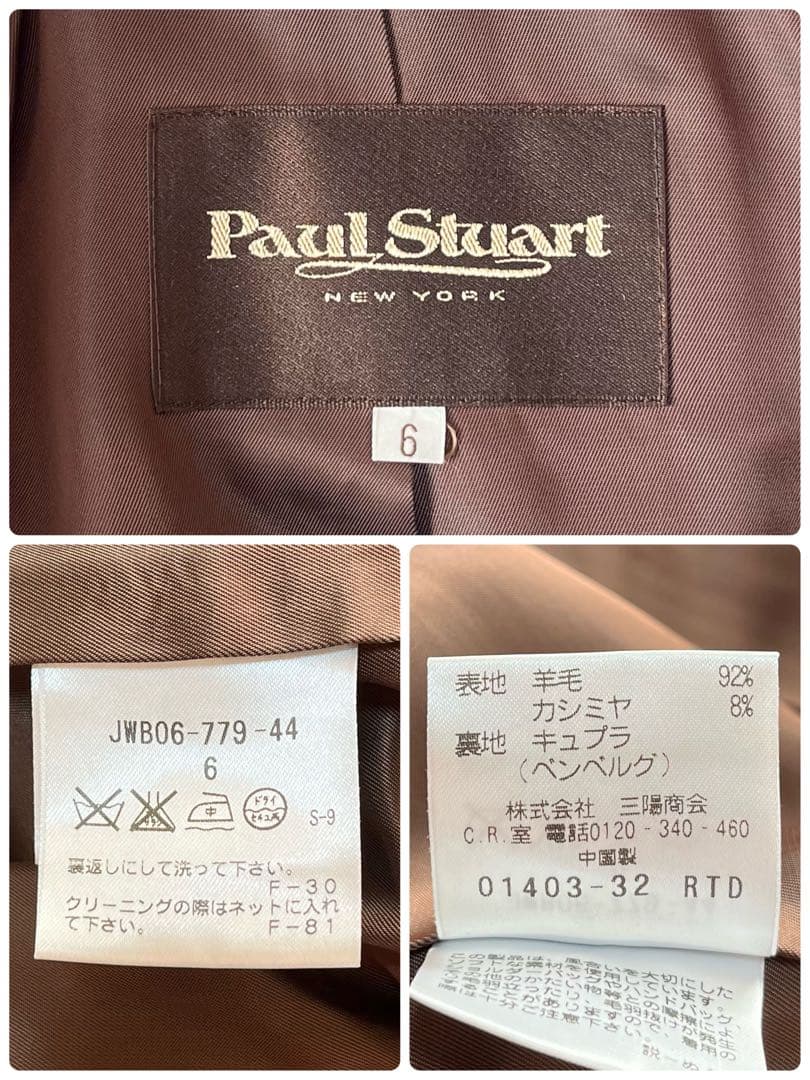 Paul Stuart
NEW YORK
6
JWB06-779-44
6
中
ドライ
セキユ系
S-9
裏返しにして洗って下さい。
F-30
クリーニングの際はネットに入れ
て下さい。 F-81
表地 羊毛 92%
カシミヤ 8%
裏地 キュプラ
(ベンベルグ)
株式会社 三陽商会
C.R.室 電話0120-340-460
中國製
01403-32 RTD